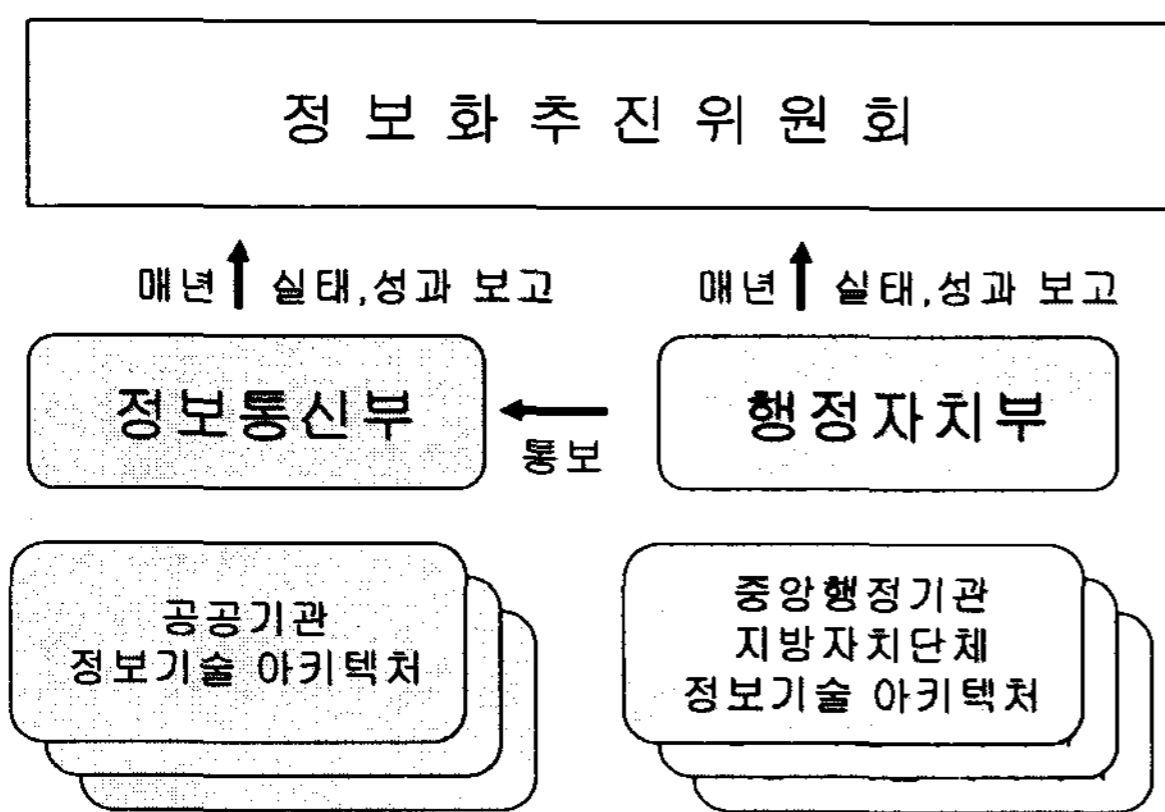 정보화추진위원회
매년 실태,성과 보고
매년 실태,성과 보고
정보통신부
통보
행정자치부
공공기관
정보기술 아키텍처
중앙행정기관
지방자치단체
정보기술 아키텍처